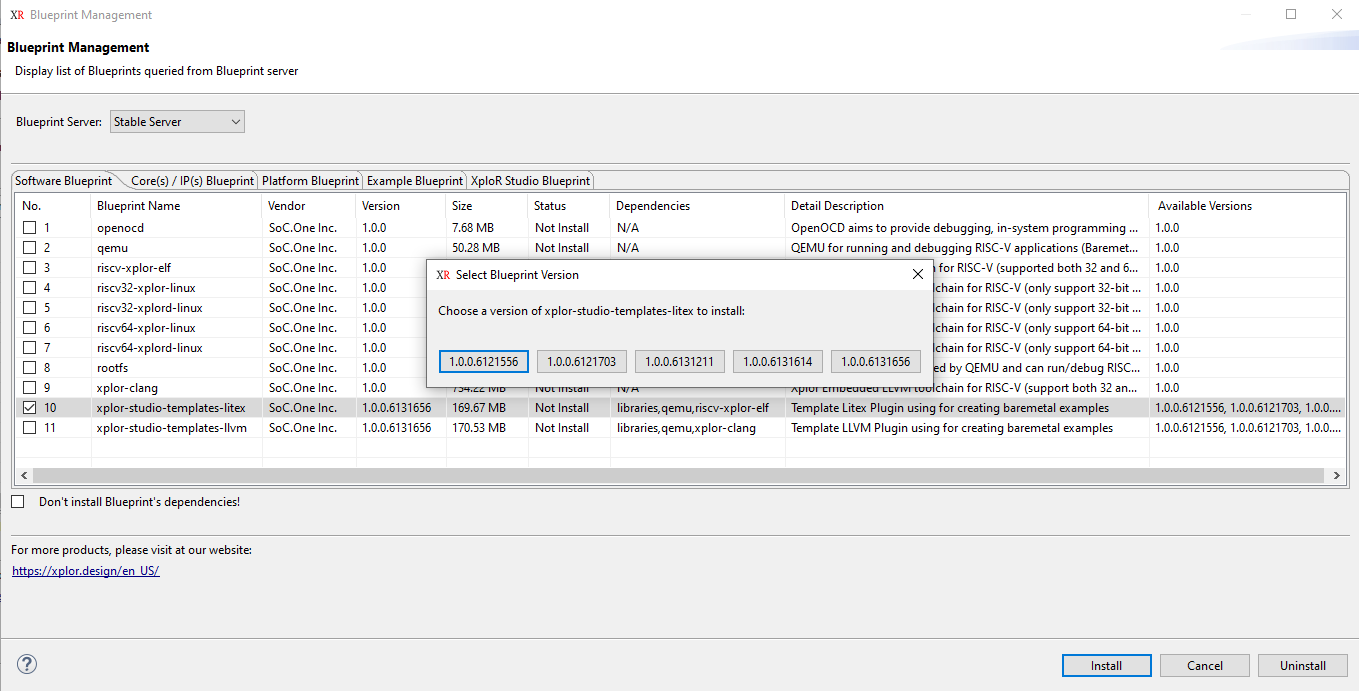 XR Blueprint Management
Blueprint Management
Display list of Blueprints queried from Blueprint server
Blueprint Server: Stable Server
Software Blueprint Core(s) / IP(s) Blueprint Platform Blueprint Example Blueprint XploR Studio Blueprint
No. Blueprint Name Vendor Version Size Status Dependencies Detail Description Available Versions
1 openocd SoC.One Inc. 1.0.0 7.68 MB Not Install N/A OpenOCD aims to provide debugging, in-system programming ... 1.0.0
2 qemu SoC.One Inc. 1.0.0 50.28 MB Not Install N/A QEMU for running and debugging RISC-V applications (Baremet... 1.0.0
3 riscv-xplor-elf SoC.One Inc. 1.0.0 for RISC-V (supported both 32 and 6... 1.0.0
4 riscv32-xplor-linux SoC.One Inc. 1.0.0 lchain for RISC-V (only support 32-bit ... 1.0.0
5 riscv32-xplord-linux SoC.One Inc. 1.0.0 lchain for RISC-V (only support 32-bit ... 1.0.0
6 riscv64-xplor-linux SoC.One Inc. 1.0.0 lchain for RISC-V (only support 64-bit ... 1.0.0
7 riscv64-xplord-linux SoC.One Inc. 1.0.0 lchain for RISC-V (only support 64-bit ... 1.0.0
8 rootfs SoC.One Inc. 1.0.0 ed by QEMU and can run/debug RISC... 1.0.0
9 xplor-clang SoC.One Inc. 1.0.0 734.22 MB Not Install N/A Xplor Embedded LLVM toolchain for RISC-V (support both 32 an... 1.0.0
10 xplor-studio-templates-litex SoC.One Inc. 1.0.0.6131656 169.67 MB Not Install libraries,qemu,riscv-xplor-elf Template Litex Plugin using for creating baremetal examples 1.0.0.6121556, 1.0.0.6121703, 1.0.0....
11 xplor-studio-templates-llvm SoC.One Inc. 1.0.0.6131656 170.53 MB Not Install libraries,qemu,xplor-clang Template LLVM Plugin using for creating baremetal examples 1.0.0.6121556, 1.0.0.6121703, 1.0.0....
XR Select Blueprint Version
Choose a version of xplor-studio-templates-litex to install:
1.0.0.6121556 1.0.0.6121703 1.0.0.6131211 1.0.0.6131614 1.0.0.6131656
Don't install Blueprint's dependencies!
For more products, please visit at our website:
https://xplor.design/en_US/
? Install Cancel Uninstall